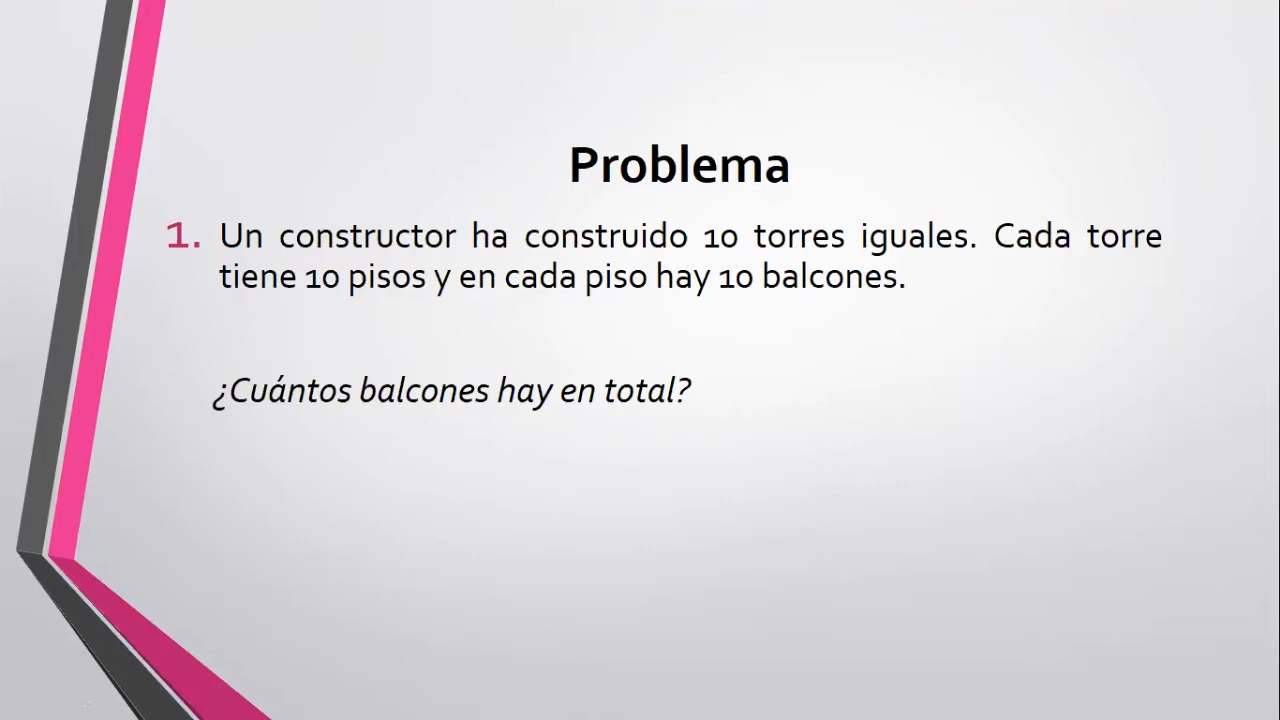 Problema
1. Un constructor ha construido 10 torres iguales. Cada torre
tiene 10 pisos y en cada piso hay 10 balcones.
¿Cuántos balcones hay en total?